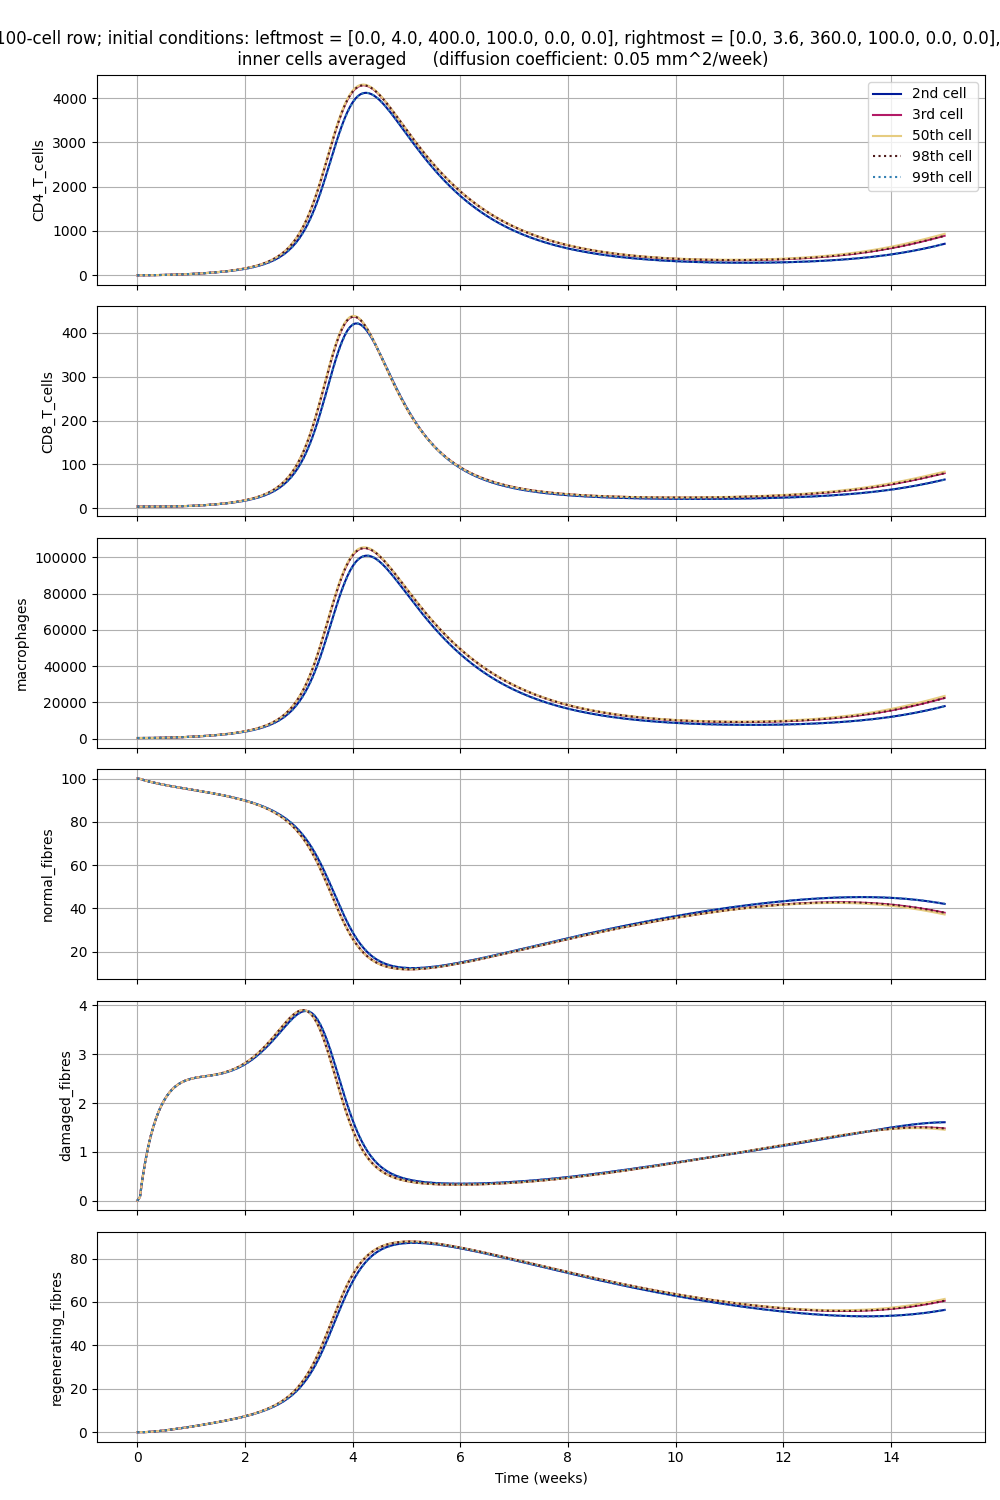 100-cell row; initial conditions: leftmost = [0.0, 4.0, 400.0, 100.0, 0.0, 0.0], rightmost = [0.0, 3.6, 360.0, 100.0, 0.0, 0.0],
inner cells averaged (diffusion coefficient: 0.05 mm^2/week)
4000
3000
2000
1000
0
CD4_T_cells
2nd cell
3rd cell
50th cell
98th cell
99th cell
400
300
200
100
0
CD8_T_cells
100000
80000
60000
40000
20000
0
macrophages
100
80
60
40
20
normal_fibres
4
3
2
1
0
damaged_fibres
80
60
40
20
0
regenerating_fibres
0 2 4 6 8 10 12 14
Time (weeks)